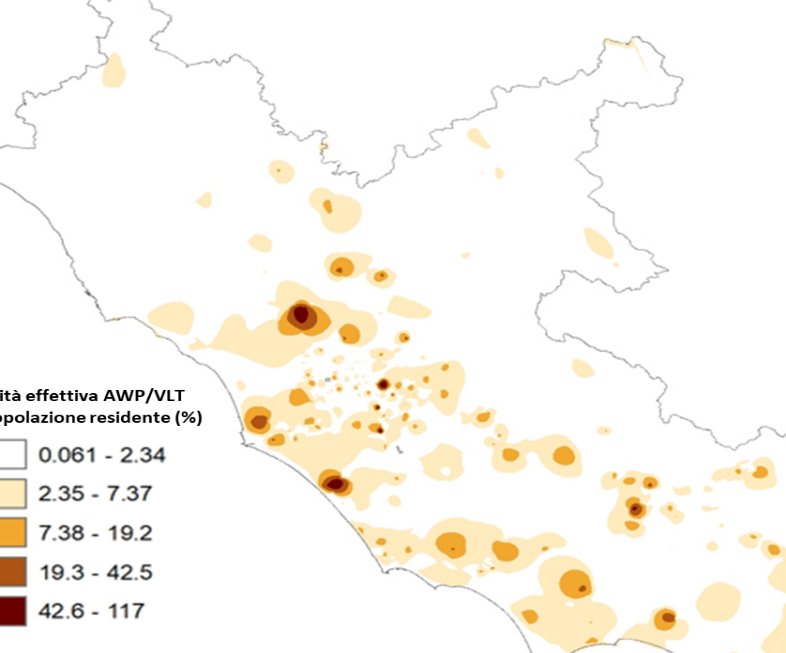 ità effettiva AWP/VLT
opolazione residente (%)
0.061 - 2.34
2.35 - 7.37
7.38 - 19.2
19.3 - 42.5
42.6 - 117